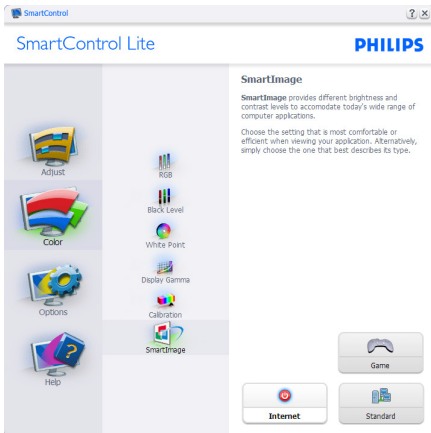 SmartControl
? ×
SmartControl Lite
PHILIPS
Adjust
Color
Options
Help
RGB
Black Level
White Point
Display Gamma
Calibration
SmartImage
SmartImage
SmartImage provides different brightness and
contrast levels to accomodate today's wide range of
computer applications.
Choose the setting that is most comfortable or
efficient when viewing your application. Alternatively,
simply choose the one that best describes its type.
Game
Internet
Standard